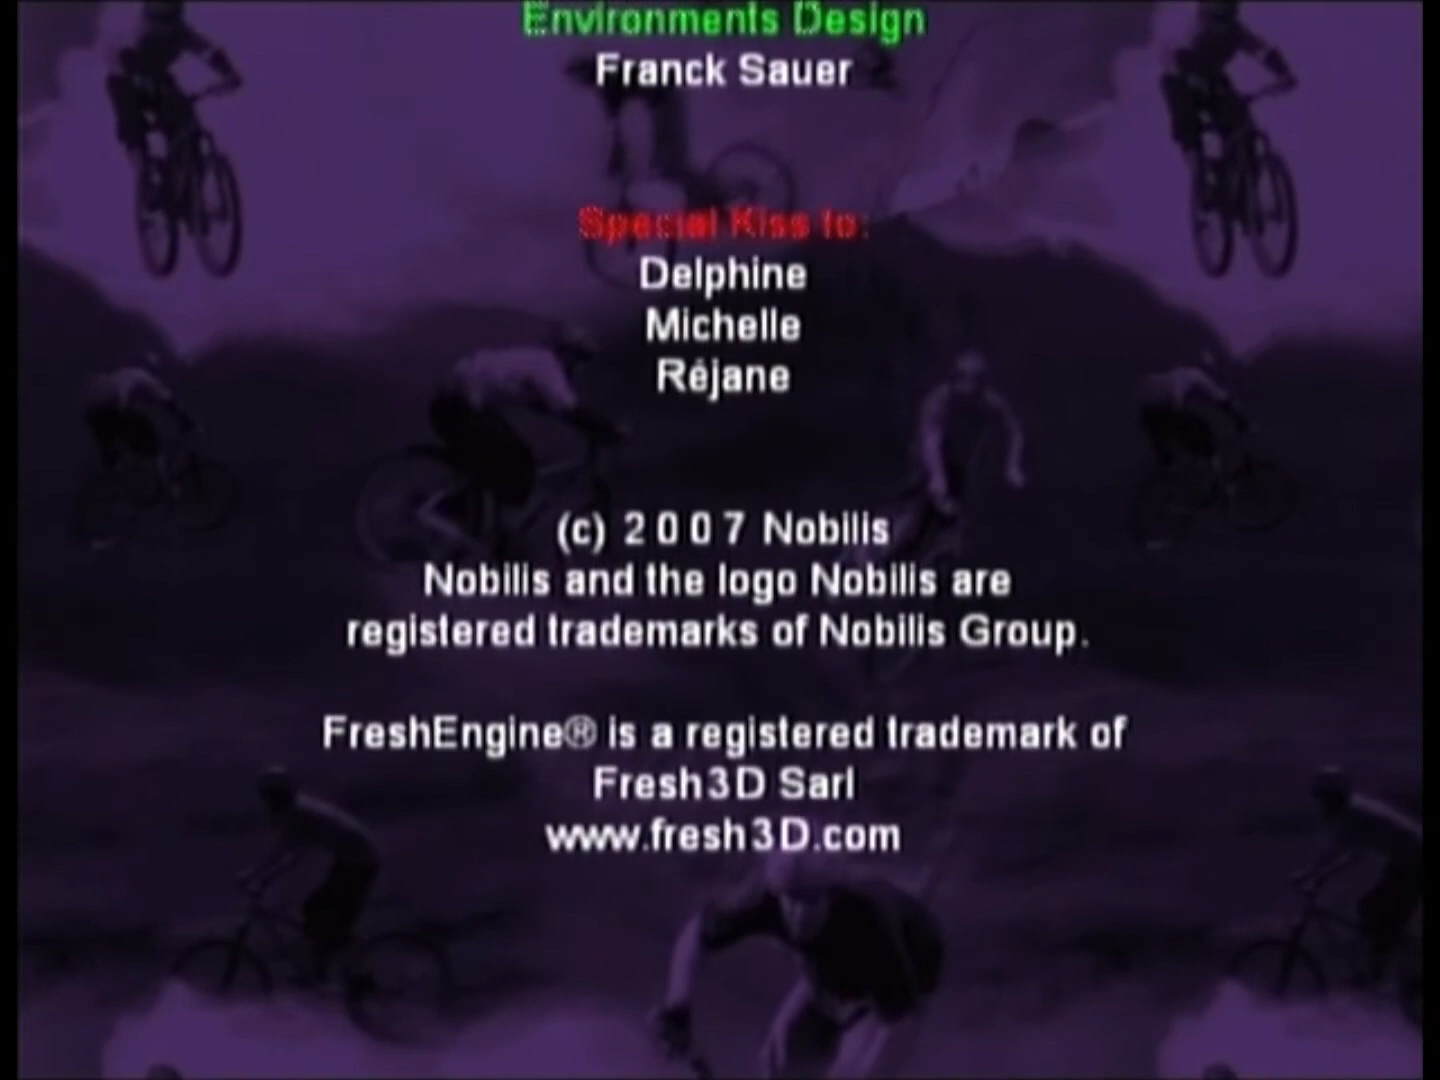 Environments Design
Franck Sauer
Special Kiss to:
Delphine
Michelle
Réjane
(c) 2 0 0 7 Nobilis
Nobilis and the logo Nobilis are
registered trademarks of Nobilis Group.
FreshEngine® is a registered trademark of
Fresh3D Sarl
www.fresh3D.com